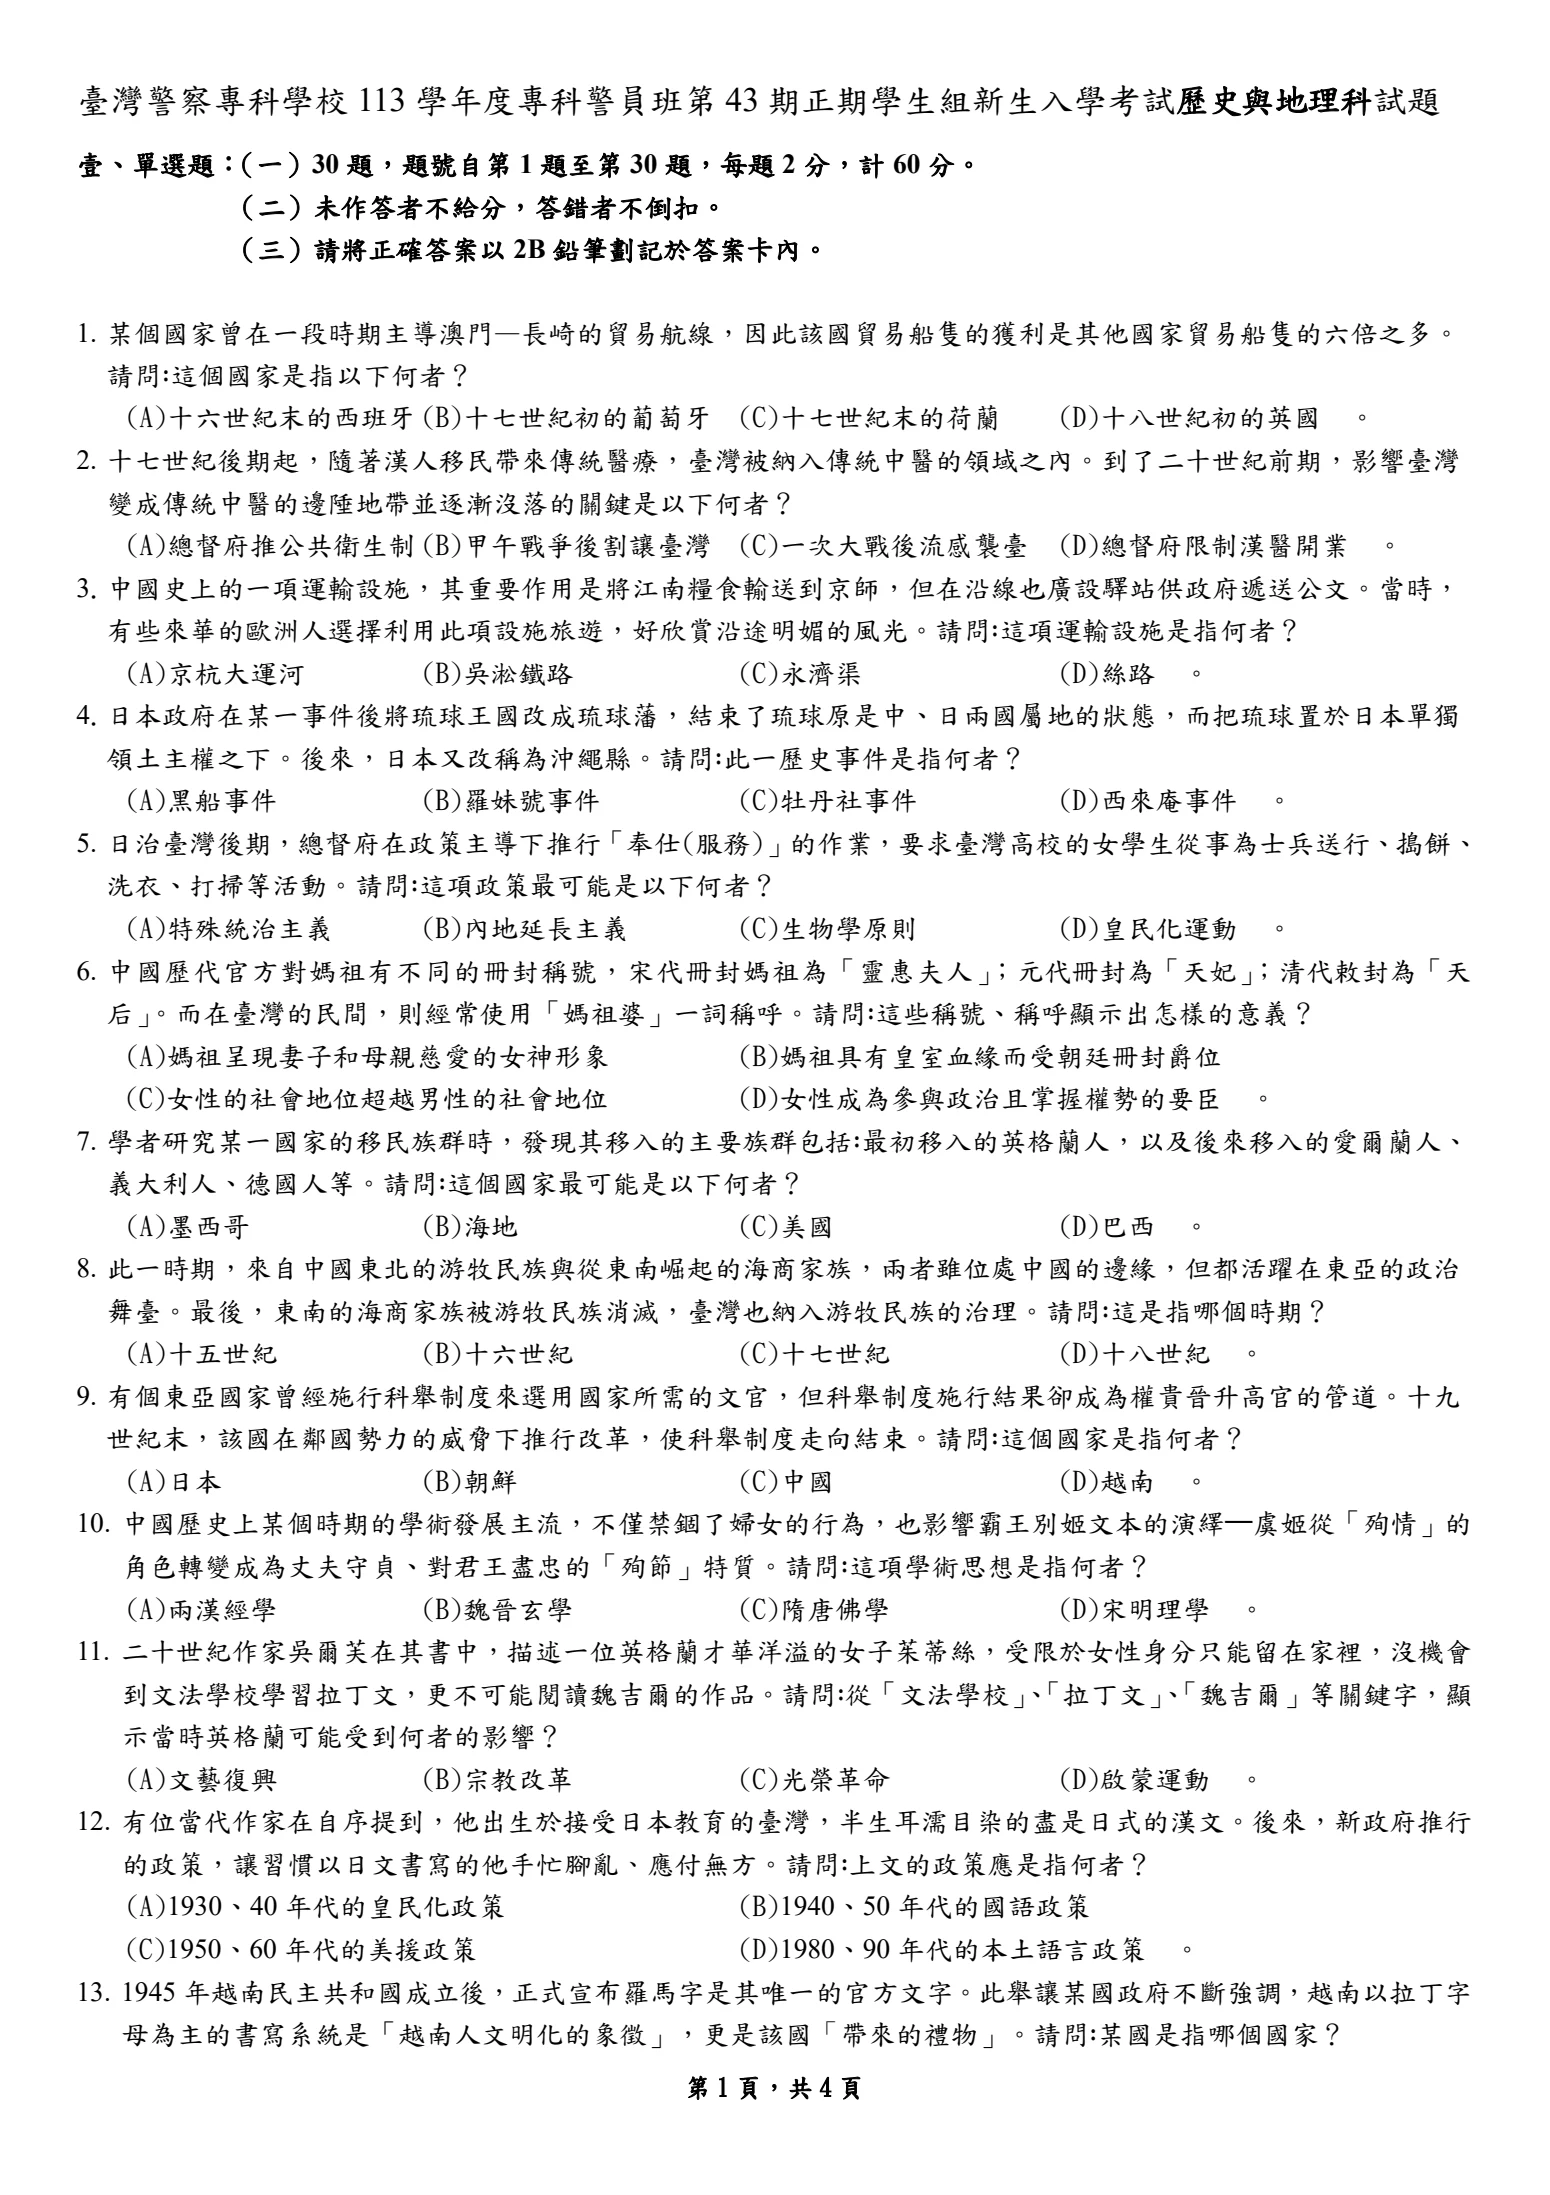 臺灣警察專科學校 113 學年度專科警員班第 43 期正期學生組新生入學考試歷史與地理科試題
壹、單選題：（一）30 題，題號自第 1 題至第 30 題，每題 2 分，計 60 分。
（二）未作答者不給分，答錯者不倒扣。
（三）請將正確答案以 2B 鉛筆劃記於答案卡內。
1. 某個國家曾在一段時期主導澳門—長崎的貿易航線，因此該國貿易船隻的獲利是其他國家貿易船隻的六倍之多。
請問:這個國家是指以下何者？
(A)十六世紀末的西班牙 (B)十七世紀初的葡萄牙 (C)十七世紀末的荷蘭 (D)十八世紀初的英國 。
2. 十七世紀後期起，隨著漢人移民帶來傳統醫療，臺灣被納入傳統中醫的領域之內。到了二十世紀前期，影響臺灣
變成傳統中醫的邊陲地帶並逐漸沒落的關鍵是以下何者？
(A)總督府推公共衛生制 (B)甲午戰爭後割讓臺灣 (C)一次大戰後流感襲臺 (D)總督府限制漢醫開業 。
3. 中國史上的一項運輸設施，其重要作用是將江南糧食輸送到京師，但在沿線也廣設驛站供政府遞送公文。當時，
有些來華的歐洲人選擇利用此項設施旅遊，好欣賞沿途明媚的風光。請問:這項運輸設施是指何者？
(A)京杭大運河 (B)吳淞鐵路 (C)永濟渠 (D)絲路 。
4. 日本政府在某一事件後將琉球王國改成琉球藩，結束了琉球原是中、日兩國屬地的狀態，而把琉球置於日本單獨
領土主權之下。後來，日本又改稱為沖繩縣。請問:此一歷史事件是指何者？
(A)黑船事件 (B)羅妹號事件 (C)牡丹社事件 (D)西來庵事件 。
5. 日治臺灣後期，總督府在政策主導下推行「奉仕(服務)」的作業，要求臺灣高校的女學生從事為士兵送行、搗餅、
洗衣、打掃等活動。請問:這項政策最可能是以下何者？
(A)特殊統治主義 (B)內地延長主義 (C)生物學原則 (D)皇民化運動 。
6. 中國歷代官方對媽祖有不同的冊封稱號，宋代冊封媽祖為「靈惠夫人」；元代冊封為「天妃」；清代敕封為「天
后」。而在臺灣的民間，則經常使用「媽祖婆」一詞稱呼。請問:這些稱號、稱呼顯示出怎樣的意義？
(A)媽祖呈現妻子和母親慈愛的女神形象 (B)媽祖具有皇室血緣而受朝廷冊封爵位
(C)女性的社會地位超越男性的社會地位 (D)女性成為參與政治且掌握權勢的要臣 。
7. 學者研究某一國家的移民族群時，發現其移入的主要族群包括:最初移入的英格蘭人，以及後來移入的愛爾蘭人、
義大利人、德國人等。請問:這個國家最可能是以下何者？
(A)墨西哥 (B)海地 (C)美國 (D)巴西 。
8. 此一時期，來自中國東北的游牧民族與從東南崛起的海商家族，兩者雖位處中國的邊緣，但都活躍在東亞的政治
舞臺。最後，東南的海商家族被游牧民族消滅，臺灣也納入游牧民族的治理。請問:這是指哪個時期？
(A)十五世紀 (B)十六世紀 (C)十七世紀 (D)十八世紀 。
9. 有個東亞國家曾經施行科舉制度來選用國家所需的文官，但科舉制度施行結果卻成為權貴晉升高官的管道。十九
世紀末，該國在鄰國勢力的威脅下推行改革，使科舉制度走向結束。請問:這個國家是指何者？
(A)日本 (B)朝鮮 (C)中國 (D)越南 。
10. 中國歷史上某個時期的學術發展主流，不僅禁錮了婦女的行為，也影響霸王別姬文本的演繹—虞姬從「殉情」的
角色轉變成為丈夫守貞、對君王盡忠的「殉節」特質。請問:這項學術思想是指何者？
(A)兩漢經學 (B)魏晉玄學 (C)隋唐佛學 (D)宋明理學 。
11. 二十世紀作家吳爾芙在其書中，描述一位英格蘭才華洋溢的女子茱蒂絲，受限於女性身分只能留在家裡，沒機會
到文法學校學習拉丁文，更不可能閱讀魏吉爾的作品。請問:從「文法學校」、「拉丁文」、「魏吉爾」等關鍵字，顯
示當時英格蘭可能受到何者的影響？
(A)文藝復興 (B)宗教改革 (C)光榮革命 (D)啟蒙運動 。
12. 有位當代作家在自序提到，他出生於接受日本教育的臺灣，半生耳濡目染的盡是日式的漢文。後來，新政府推行
的政策，讓習慣以日文書寫的他手忙腳亂、應付無方。請問:上文的政策應是指何者？
(A)1930、40 年代的皇民化政策 (B)1940、50 年代的國語政策
(C)1950、60 年代的美援政策 (D)1980、90 年代的本土語言政策 。
13. 1945 年越南民主共和國成立後，正式宣布羅馬字是其唯一的官方文字。此舉讓某國政府不斷強調，越南以拉丁字
母為主的書寫系統是「越南人文明化的象徵」，更是該國「帶來的禮物」。請問:某國是指哪個國家？
第 1 頁，共 4 頁